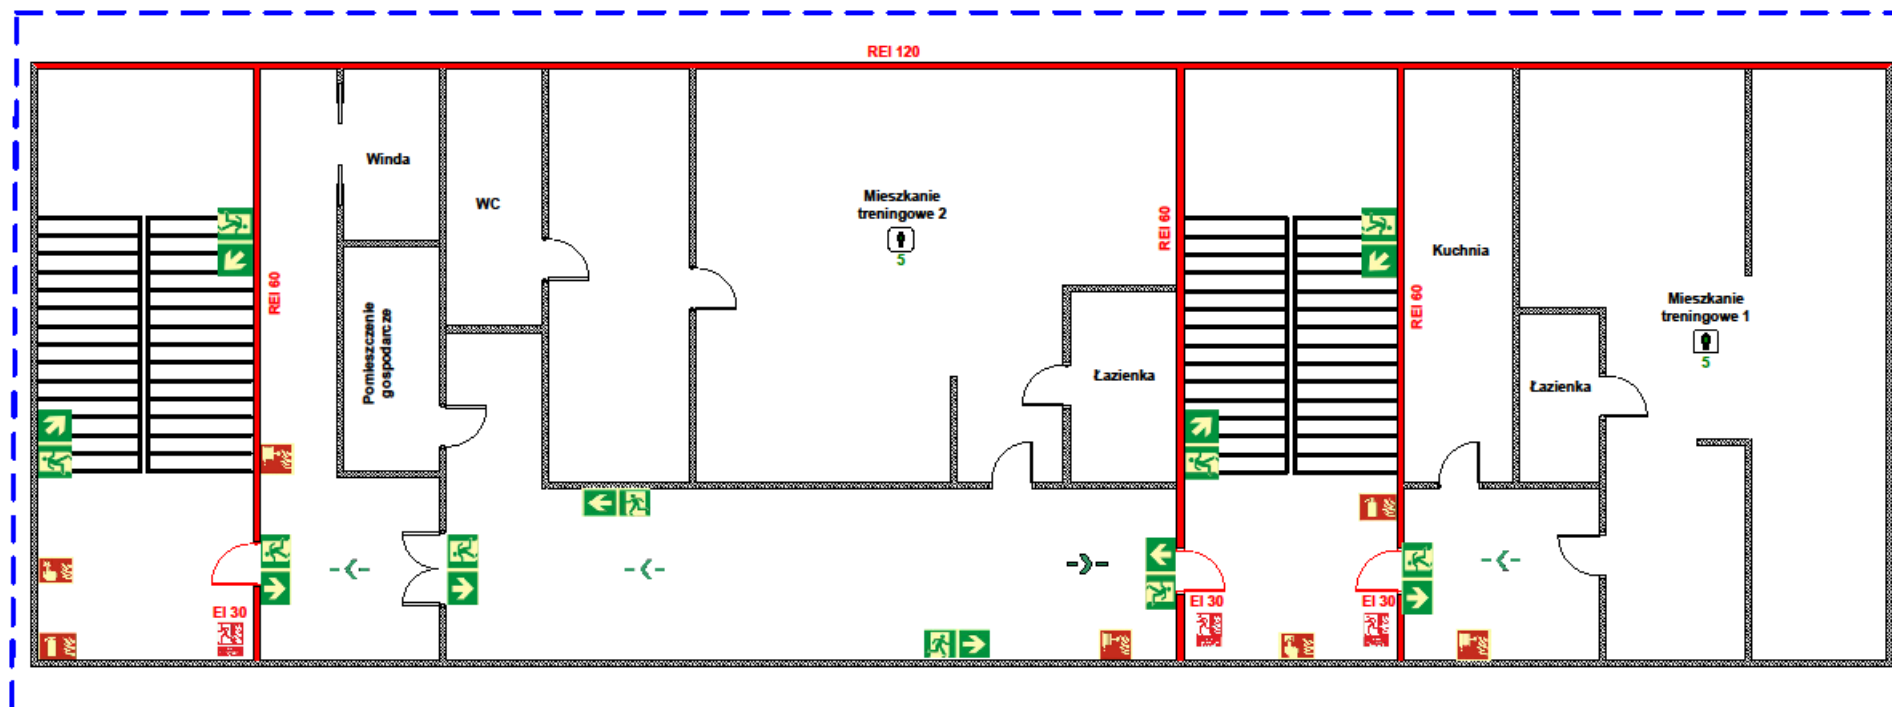 REI 120
Winda
WC
Mieszkanie
treningowe 2
5
REI 60
Kuchnia
Mieszkanie
treningowe 1
5
REI 60
Pomieszczenie
gospodarcze
REI 60
Łazienka
Łazienka
EI 30
EI 30
EI 30